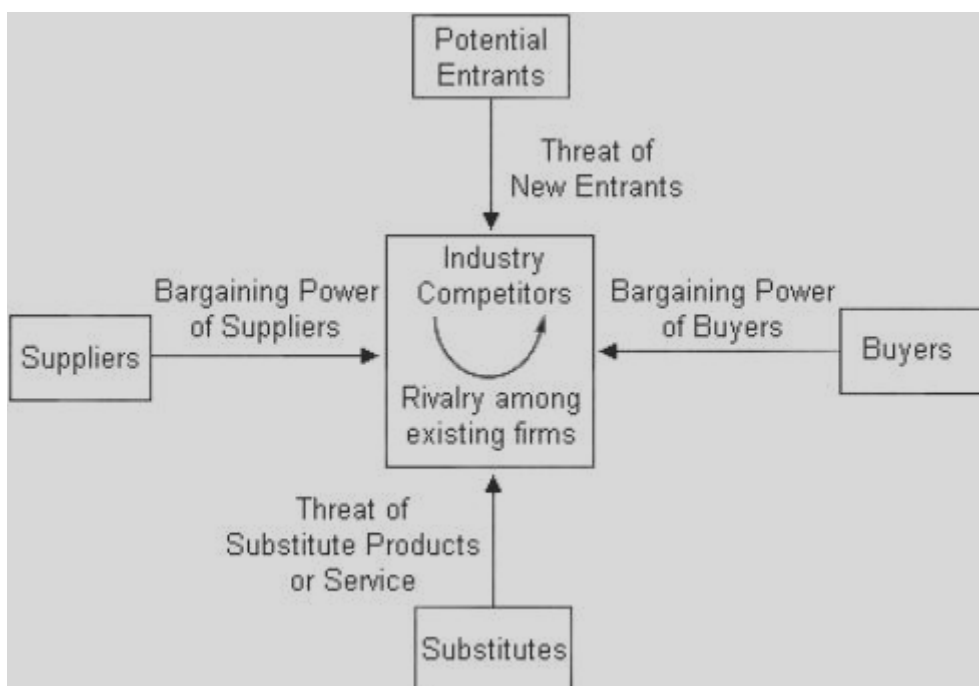 Potential
Entrants
Threat of
New Entrants
Industry
Competitors
Rivalry among
existing firms
Bargaining Power
of Suppliers
Suppliers
Bargaining Power
of Buyers
Buyers
Threat of
Substitute Products
or Service
Substitutes